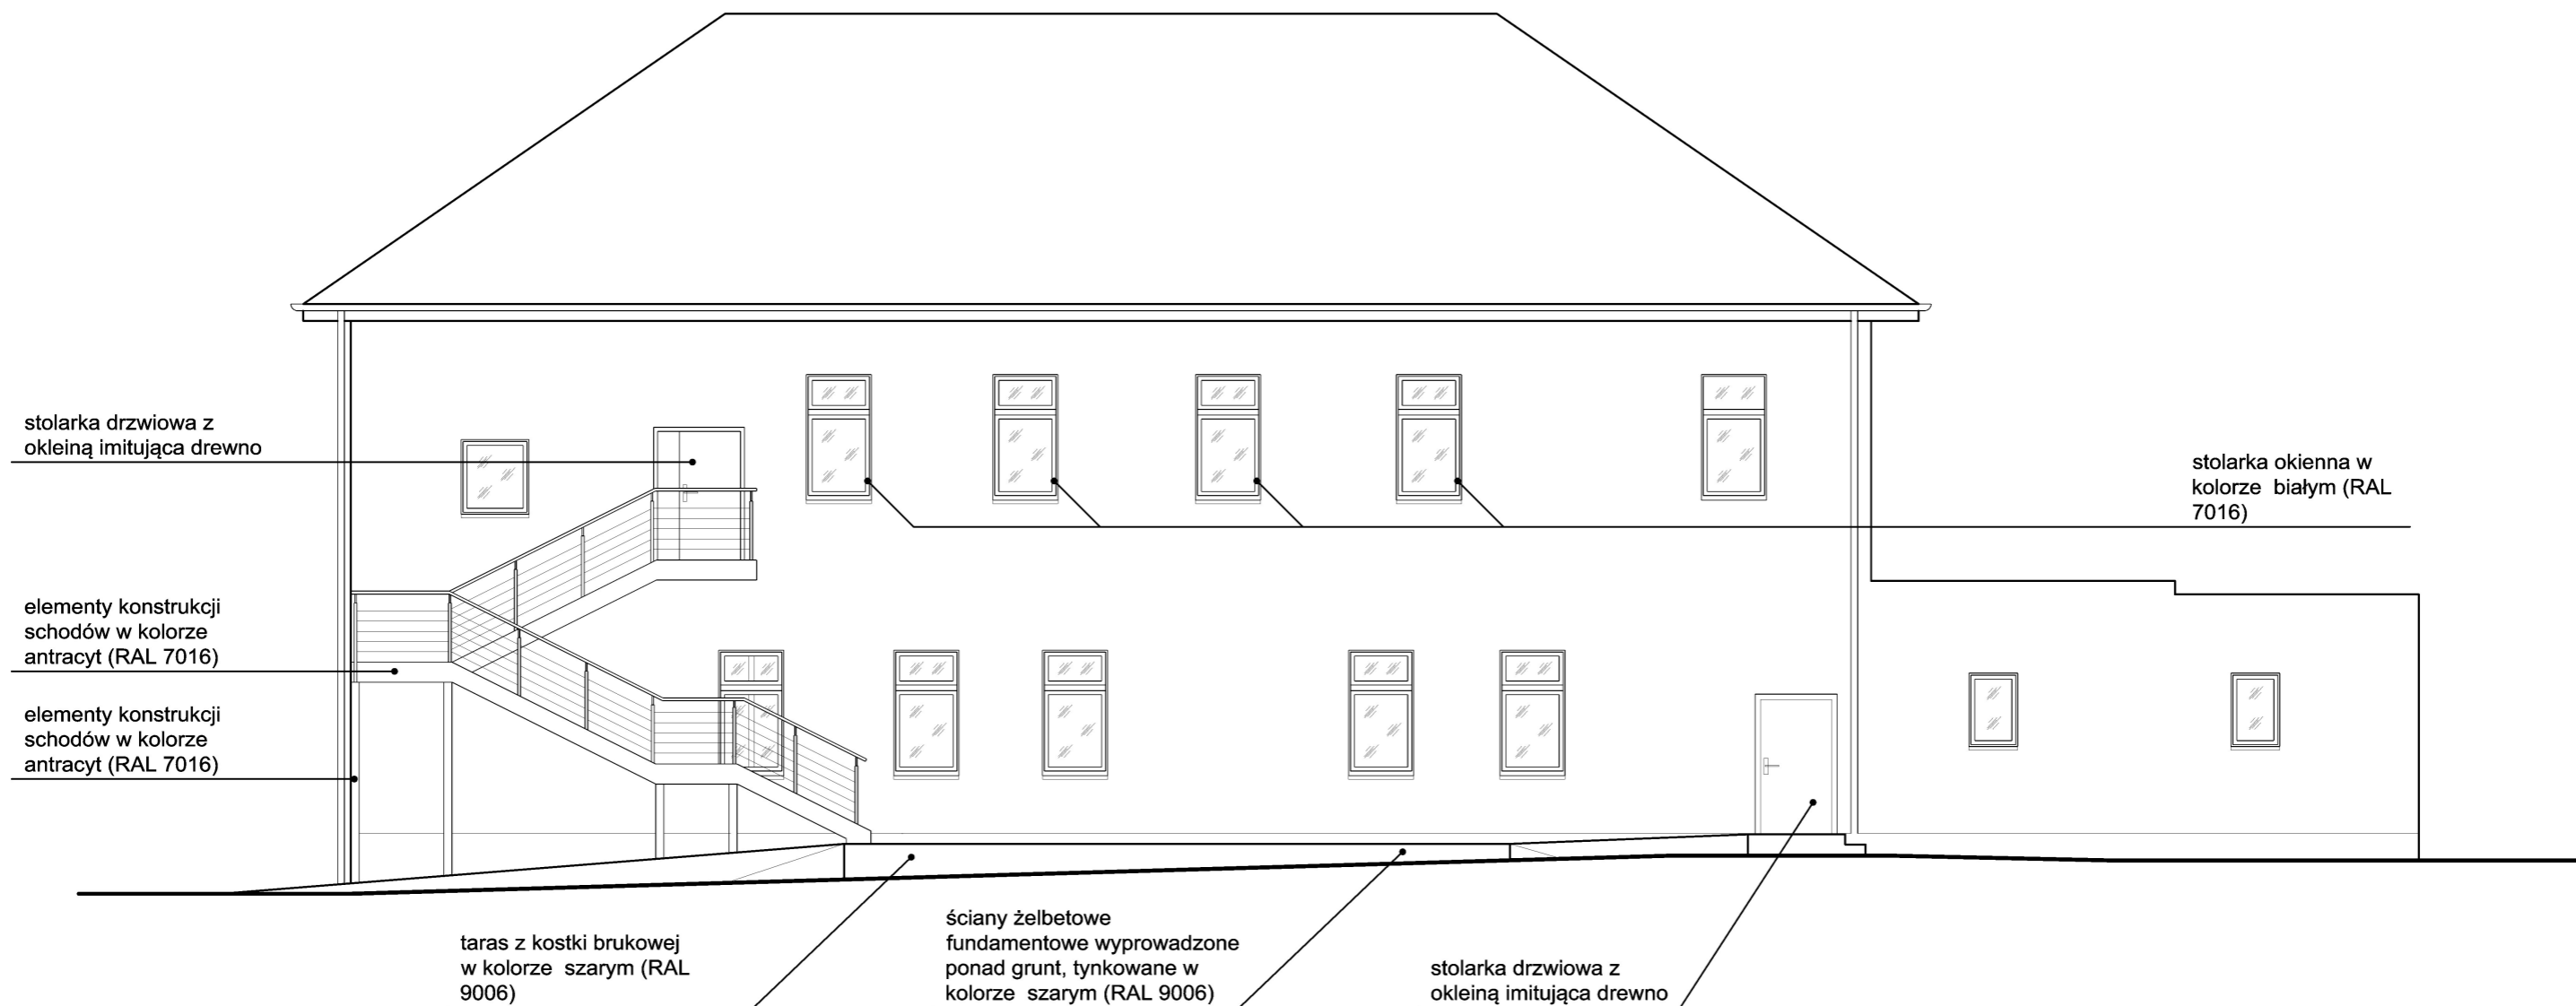 stolarka drzwiowa z
okleiną imitująca drewno
stolarka okienna w
kolorze białym (RAL
7016)
elementy konstrukcji
schodów w kolorze
antracyt (RAL 7016)
elementy konstrukcji
schodów w kolorze
antracyt (RAL 7016)
taras z kostki brukowej
w kolorze szarym (RAL
9006)
ściany żelbetowe
fundamentowe wyprowadzone
ponad grunt, tynkowane w
kolorze szarym (RAL 9006)
stolarka drzwiowa z
okleiną imitująca drewno